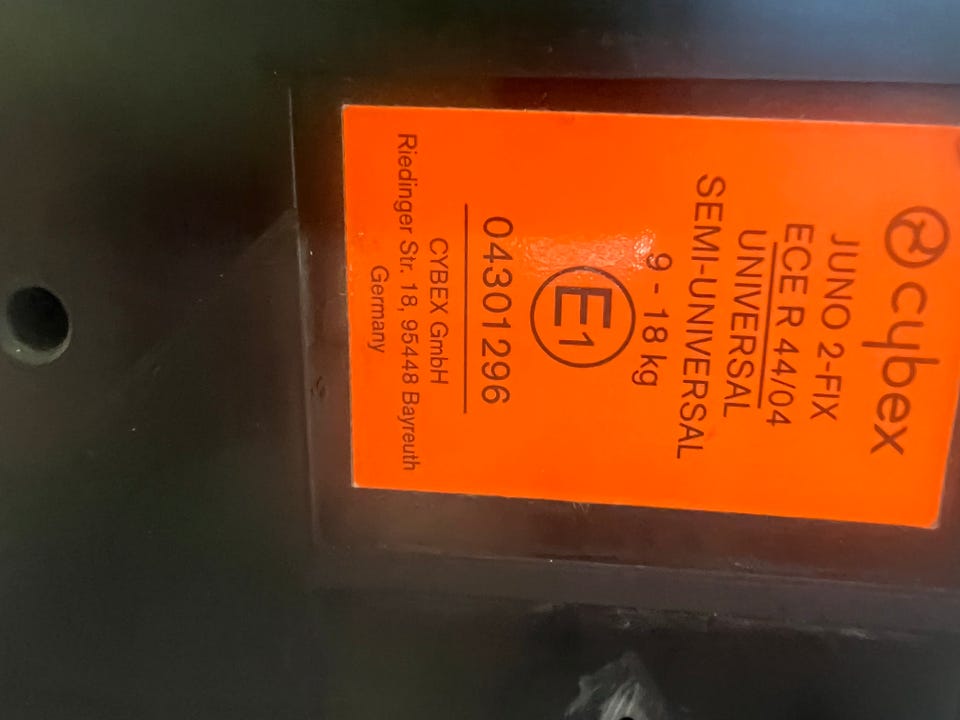 cybex
JUNO 2-FIX
ECE R 44/04
UNIVERSAL
SEMI-UNIVERSAL
9 - 18 kg
E1
04301296
CYBEX GmbH
Riedinger Str. 18, 95448 Bayreuth
Germany